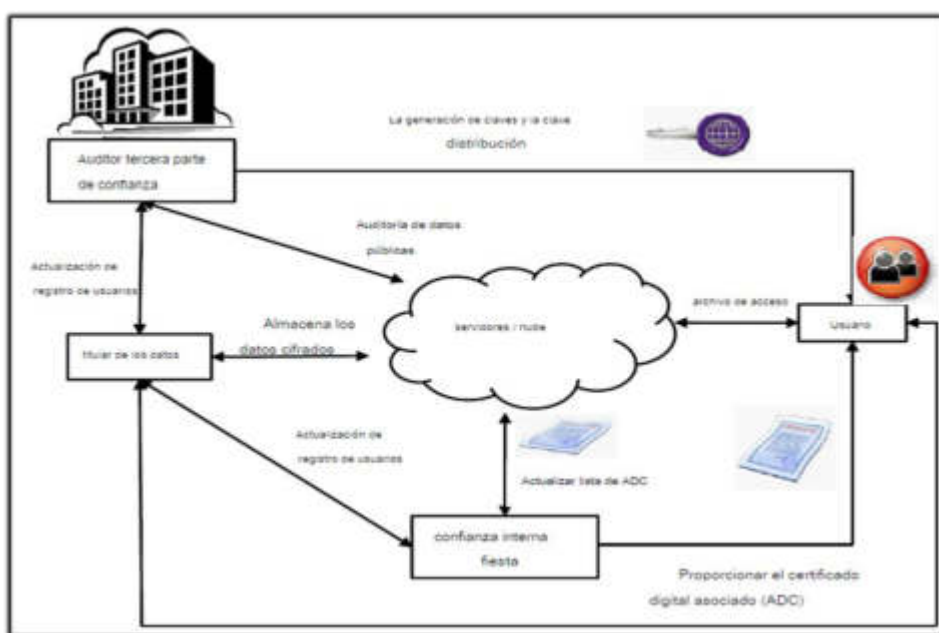 La generación de claves y la clave
distribución
Auditor tercera parte
de confianza
Auditoría de datos
públicas
Actualización de
registro de usuarios
archivo de acceso
Almacena los
datos cifrados
servidores / nube
Usuario
titular de los datos
Actualización de
registro de usuarios
Actualizar lista de ADC
confianza interna
fiesta
Proporcionar el certificado
digital asociado (ADC)